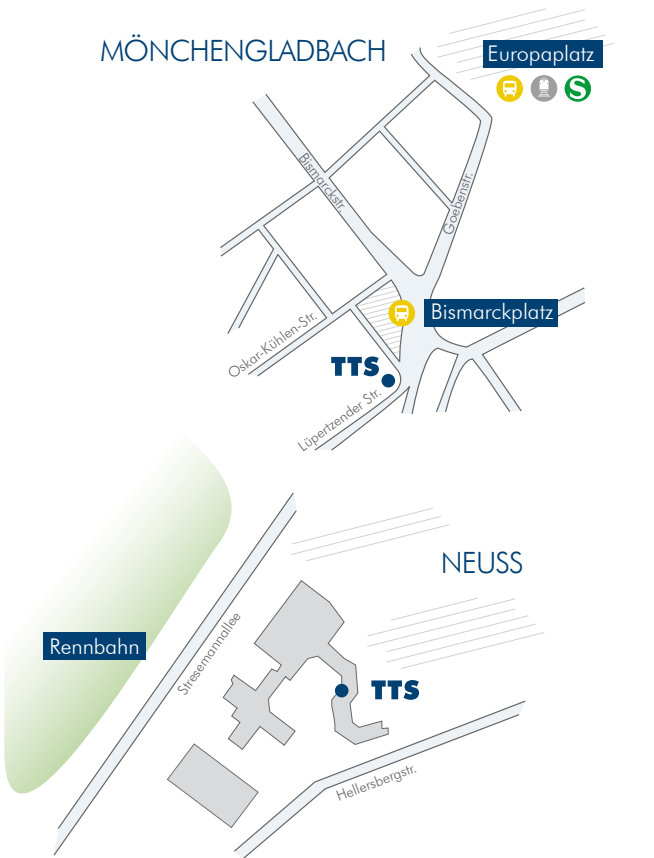 MÖNCHENGLADBACH
Europaplatz
S
Bismarckstr.
Goebenstr.
Bismarckplatz
Oskar-Kühlen-Str.
TTS
Lüpertzender Str.
NEUSS
Stresemannallee
Rennbahn
TTS
Hellersbergstr.